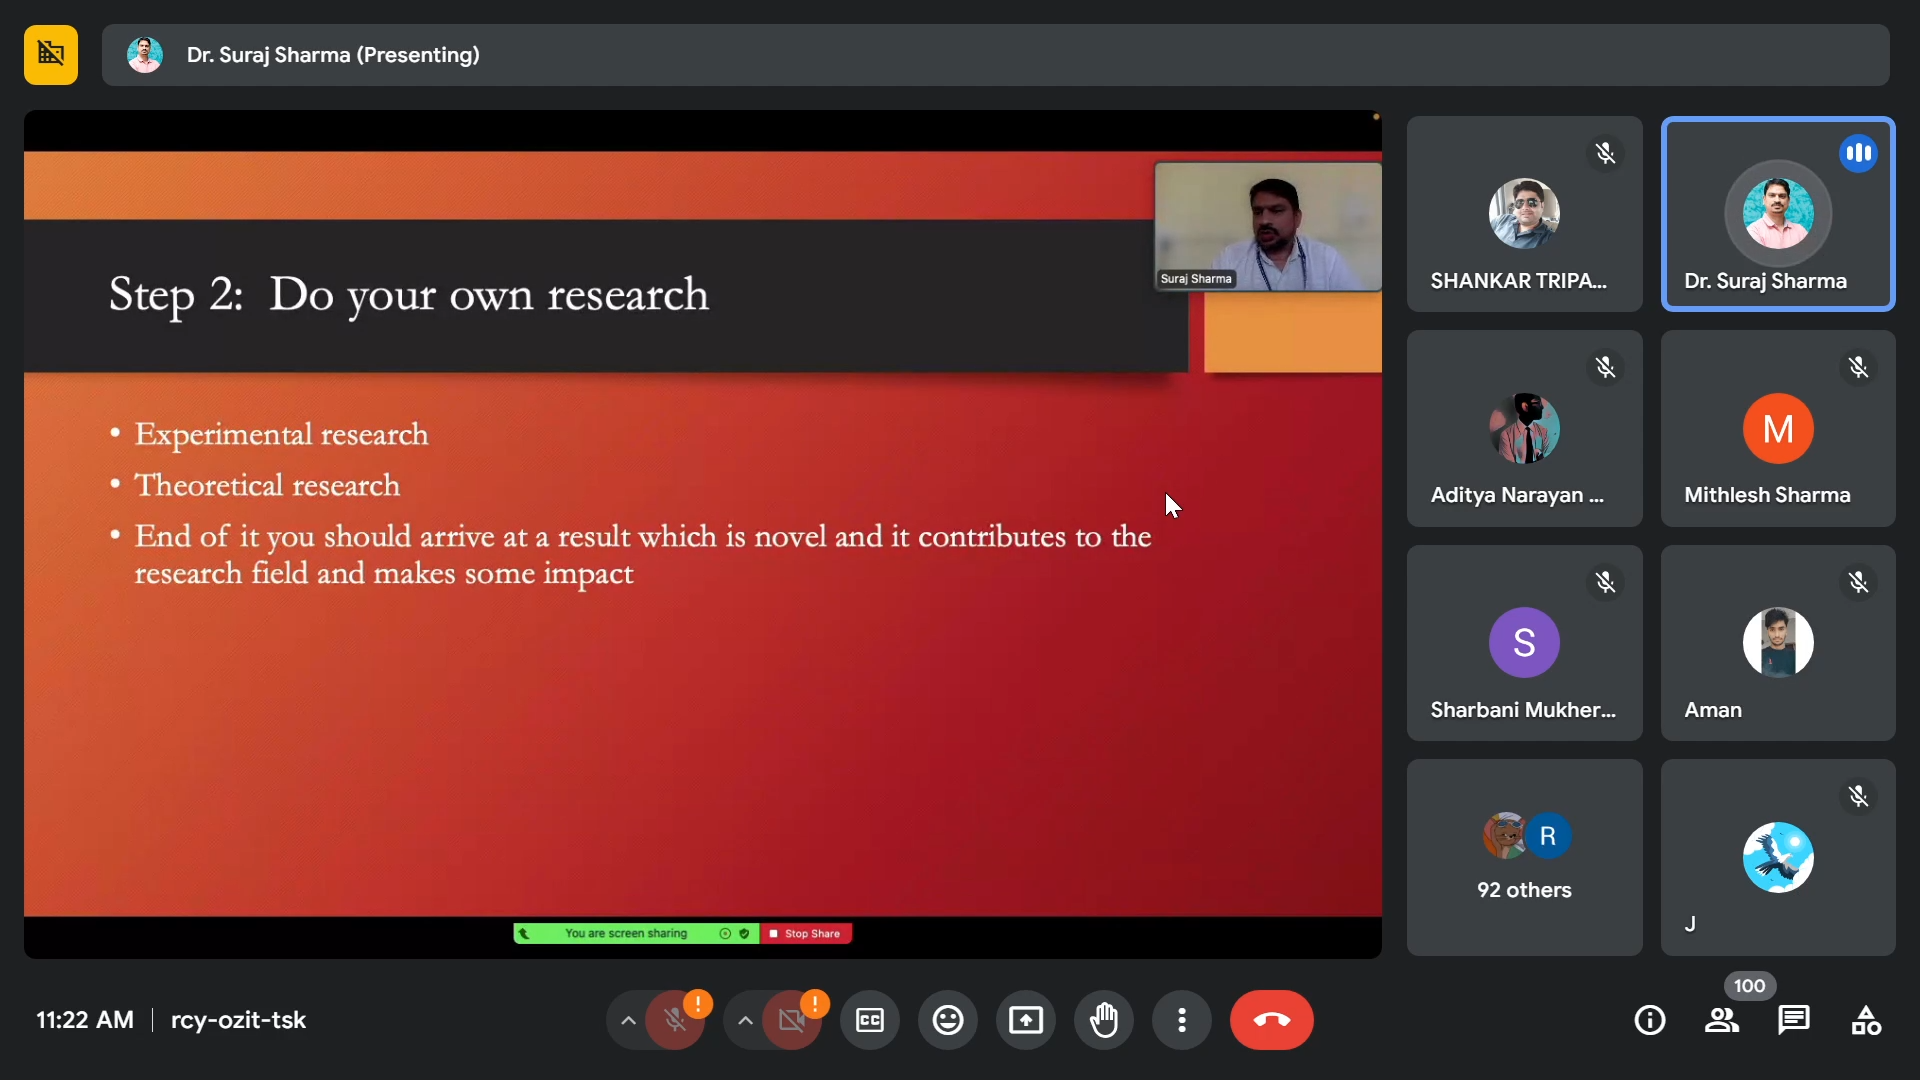 Dr. Suraj Sharma (Presenting)
Suraj Sharma
Step 2: Do your own research
• Experimental research
• Theoretical research
• End of it you should arrive at a result which is novel and it contributes to the
research field and makes some impact
You are screen sharing
Stop Share
SHANKAR TRIPA...
Dr. Suraj Sharma
Aditya Narayan ...
M
Mithlesh Sharma
S
Sharbani Mukher...
Aman
R
92 others
J
11:22 AM
rcy-ozit-tsk
!
!
CC
100